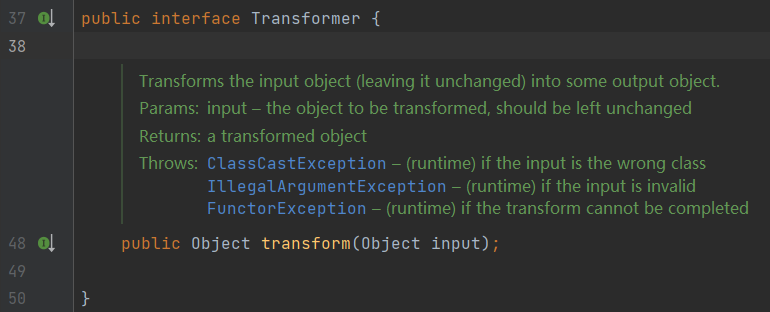 37 public interface Transformer {
38
Transforms the input object (leaving it unchanged) into some output object.
Params: input – the object to be transformed, should be left unchanged
Returns: a transformed object
Throws: ClassCastException – (runtime) if the input is the wrong class
IllegalArgumentException – (runtime) if the input is invalid
FunctorException – (runtime) if the transform cannot be completed
48 public Object transform(Object input);
49
50 }